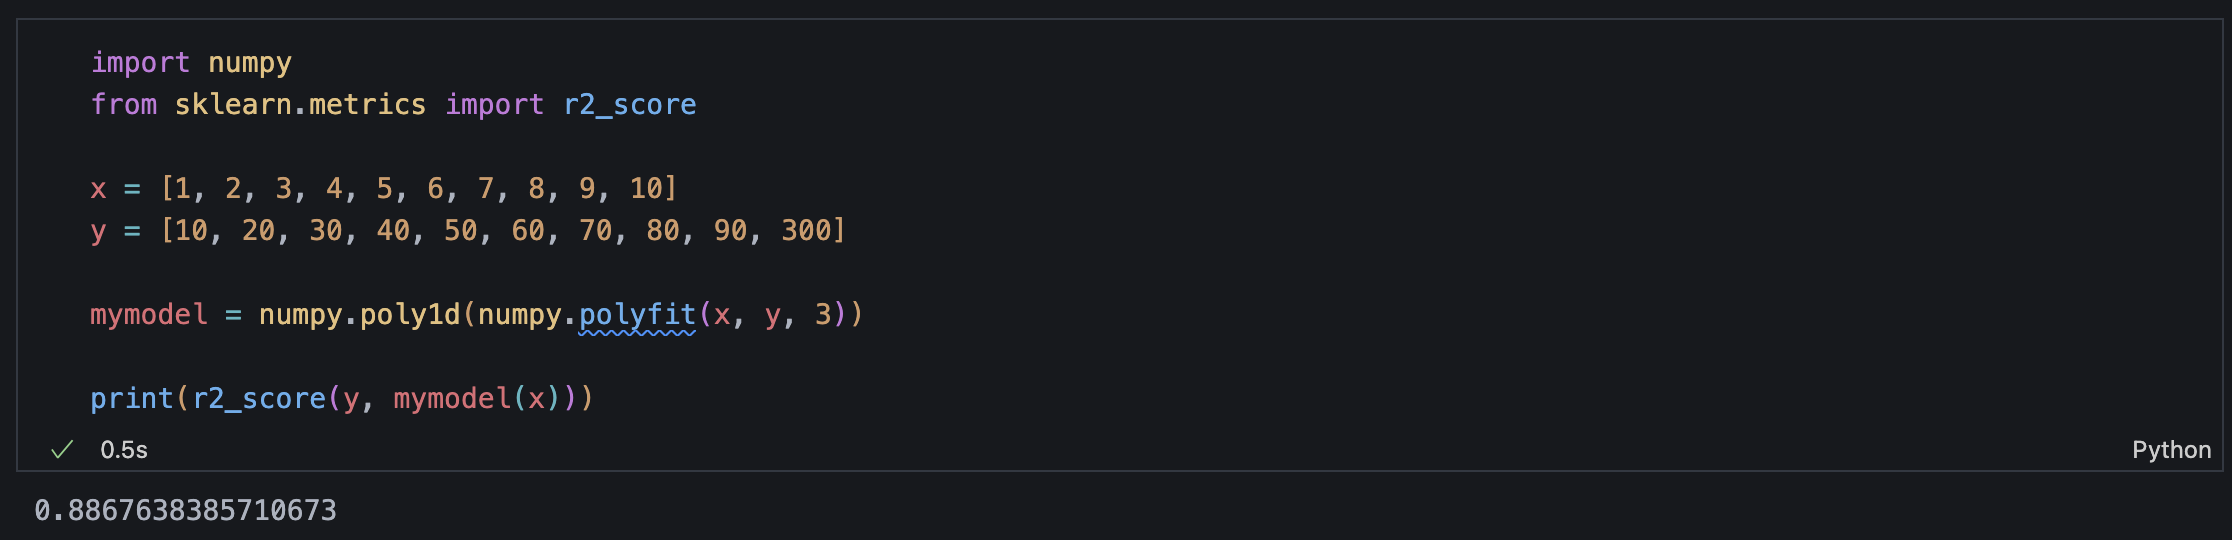 import numpy
from sklearn.metrics import r2_score
x = [1, 2, 3, 4, 5, 6, 7, 8, 9, 10]
y = [10, 20, 30, 40, 50, 60, 70, 80, 90, 300]
mymodel = numpy.poly1d(numpy.polyfit(x, y, 3))
print(r2_score(y, mymodel(x)))
✓ 0.5s Python
0.8867638385710673